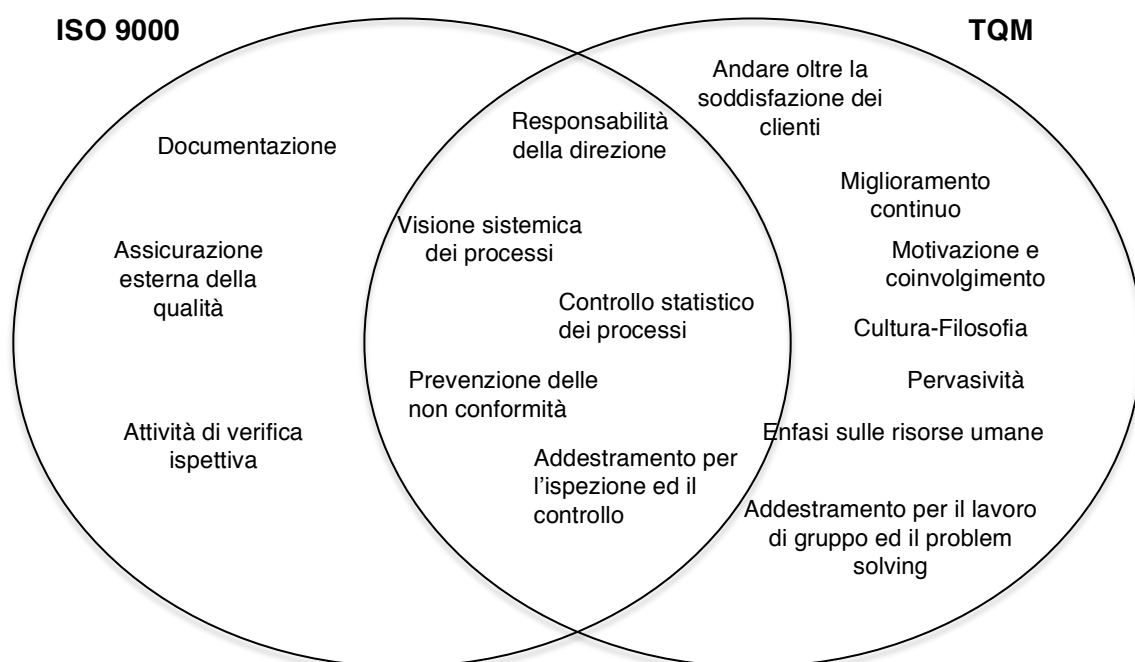 ISO 9000
TQM
Documentazione
Assicurazione
esterna della
qualità
Attività di verifica
ispettiva
Responsabilità
della direzione
Visione sistemica
dei processi
Controllo statistico
dei processi
Prevenzione delle
non conformità
Addestramento per
l'ispezione ed il
controllo
Andare oltre la
soddisfazione dei
clienti
Miglioramento
continuo
Motivazione e
coinvolgimento
Cultura-Filosofia
Pervasività
Enfasi sulle risorse umane
Addestramento per il lavoro
di gruppo ed il problem
solving